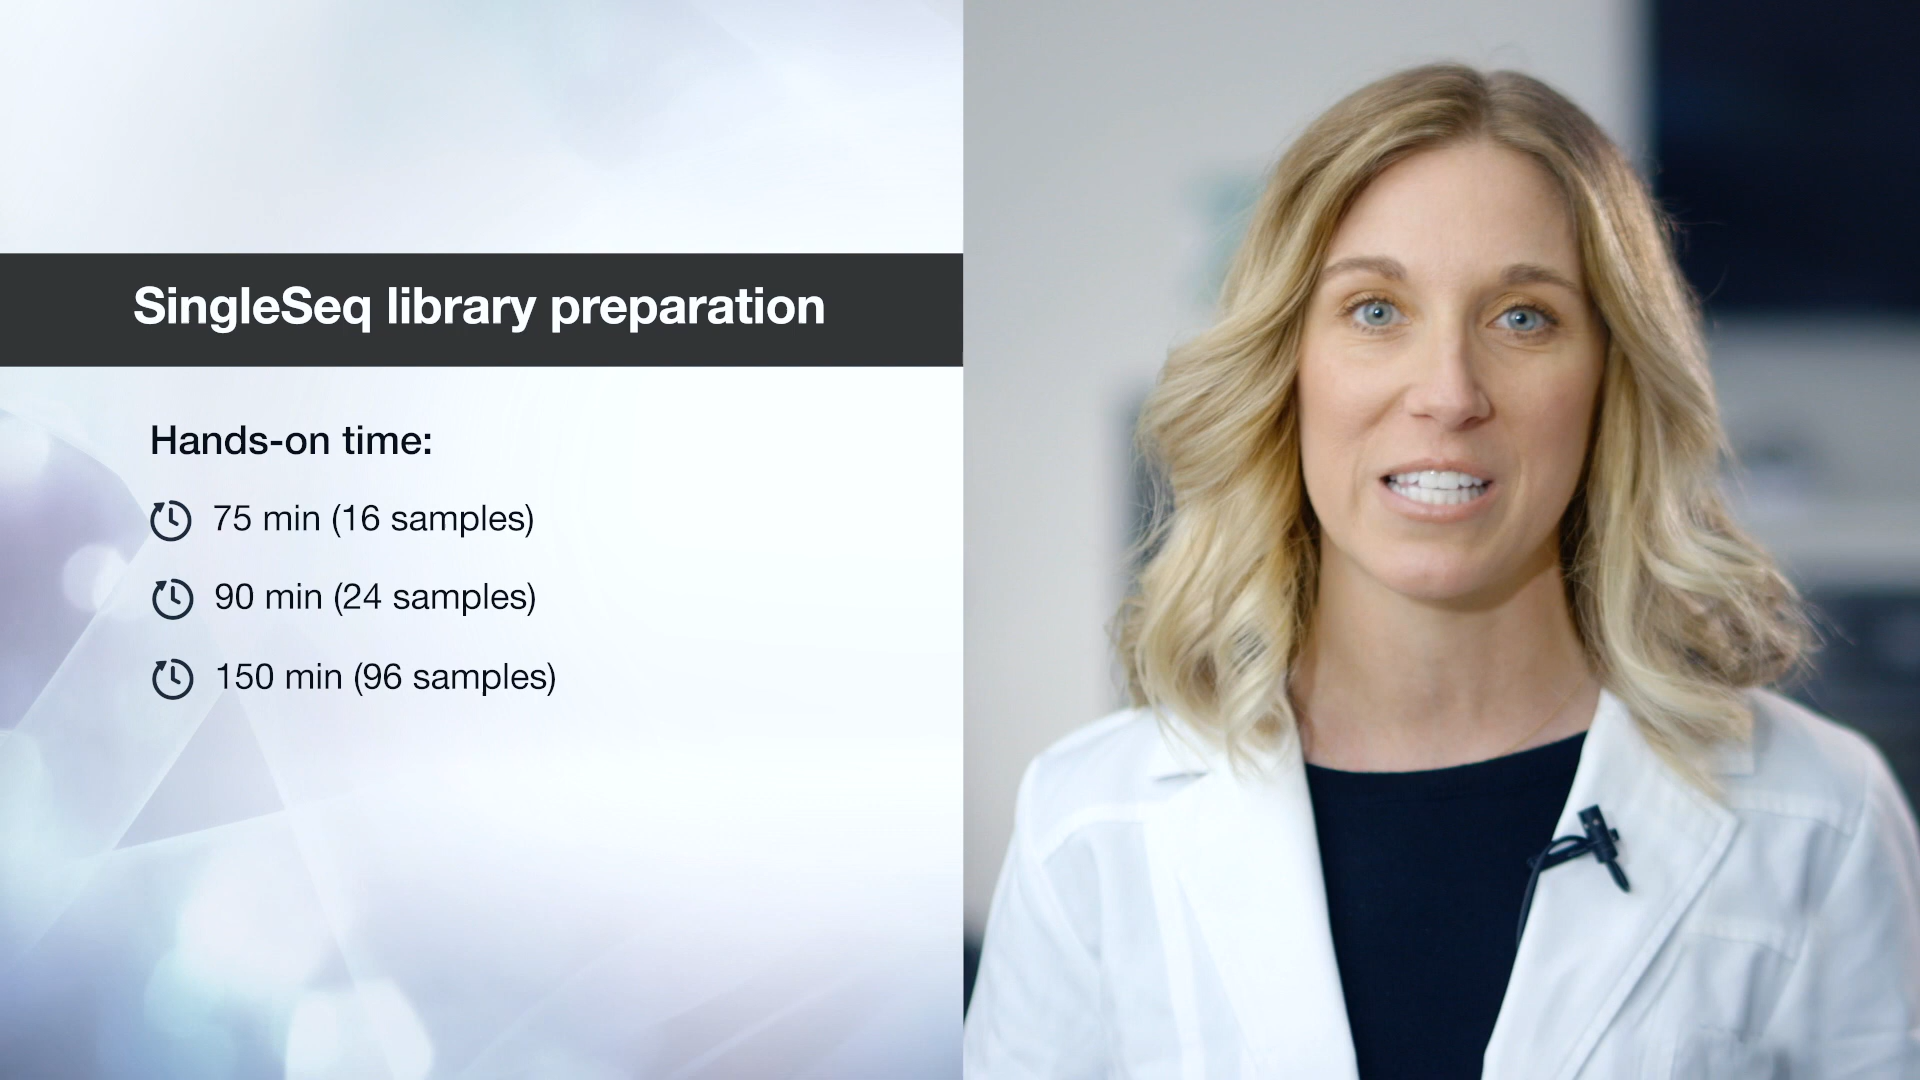 SingleSeq library preparation
Hands-on time:
75 min (16 samples)
90 min (24 samples)
150 min (96 samples)